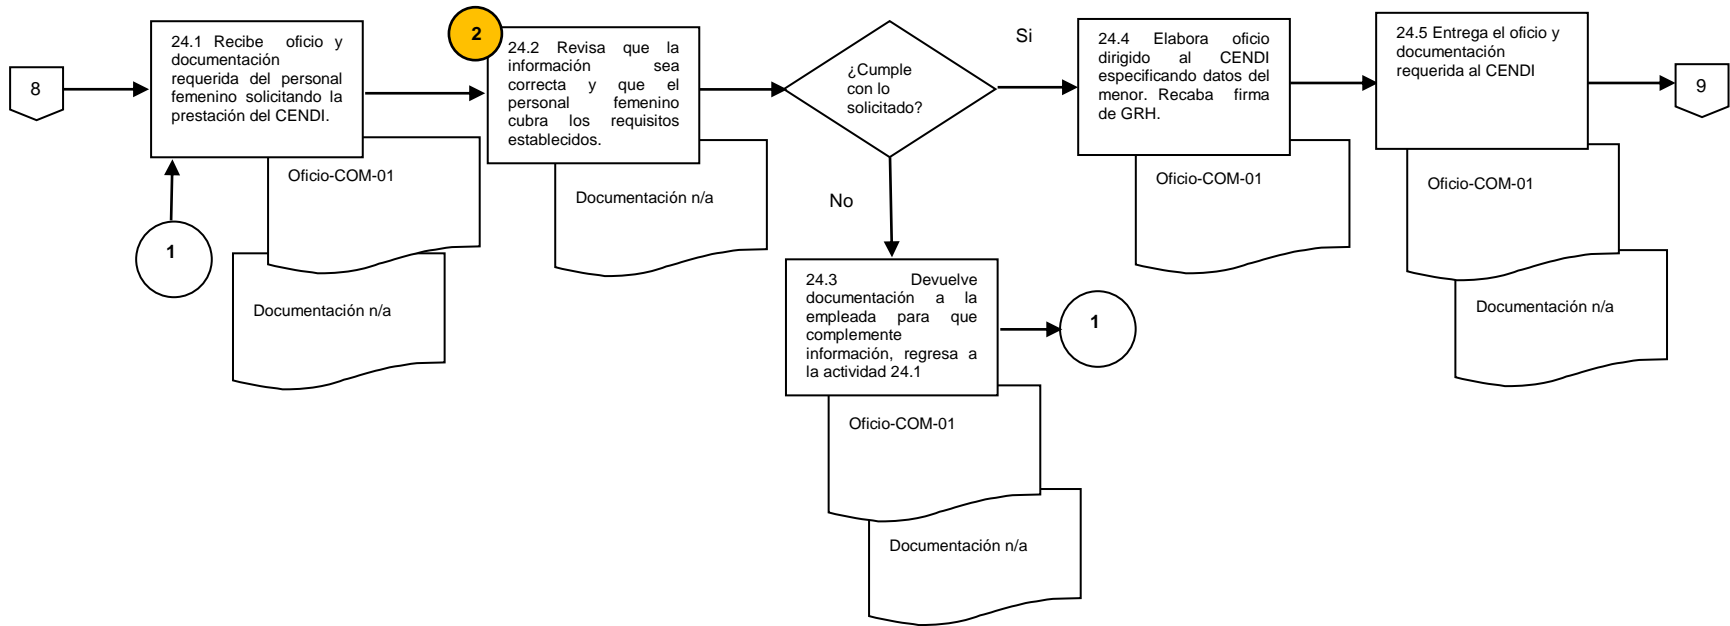 8
24.1 Recibe oficio y
documentación
requerida del personal
femenino solicitando la
prestación del CENDI.
Oficio-COM-01
Documentación n/a
1
2
24.2 Revisa que la
información sea
correcta y que el
personal femenino
cubra los requisitos
establecidos.
Documentación n/a
¿Cumple
con lo
solicitado?
Si
No
24.3 Devuelve
documentación a la
empleada para que
complemente
información, regresa a
la actividad 24.1
Oficio-COM-01
Documentación n/a
1
24.4 Elabora oficio
dirigido al CENDI
especificando datos del
menor. Recaba firma
de GRH.
Oficio-COM-01
24.5 Entrega el oficio y
documentación
requerida al CENDI
Oficio-COM-01
Documentación n/a
9